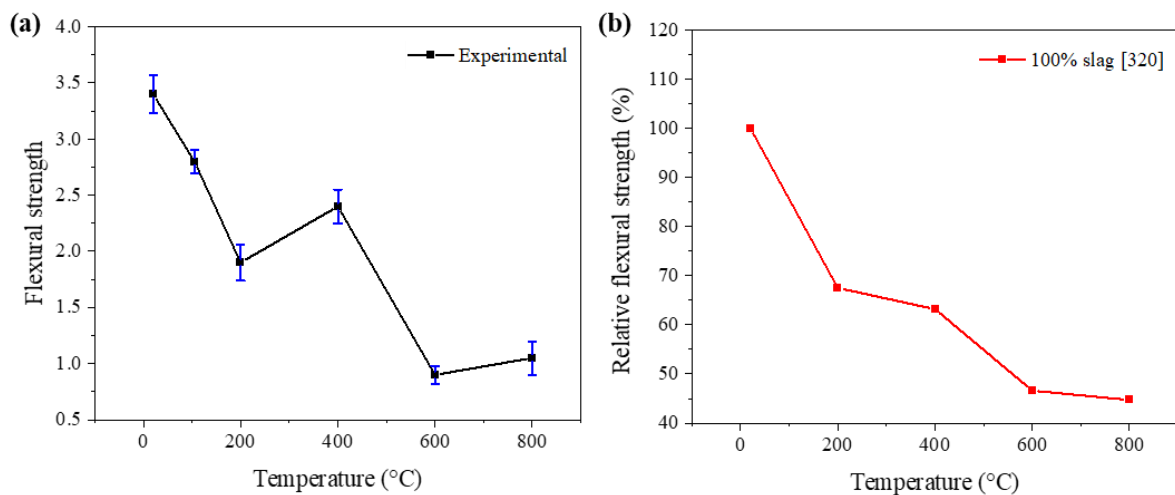 (a)
4.0
3.5
3.0
2.5
2.0
1.5
1.0
0.5
Flexural strength
Experimental
0 200 400 600 800
Temperature (°C)
(b)
120
110
100
90
80
70
60
50
40
Relative flexural strength (%)
100% slag [320]
0 200 400 600 800
Temperature (°C)